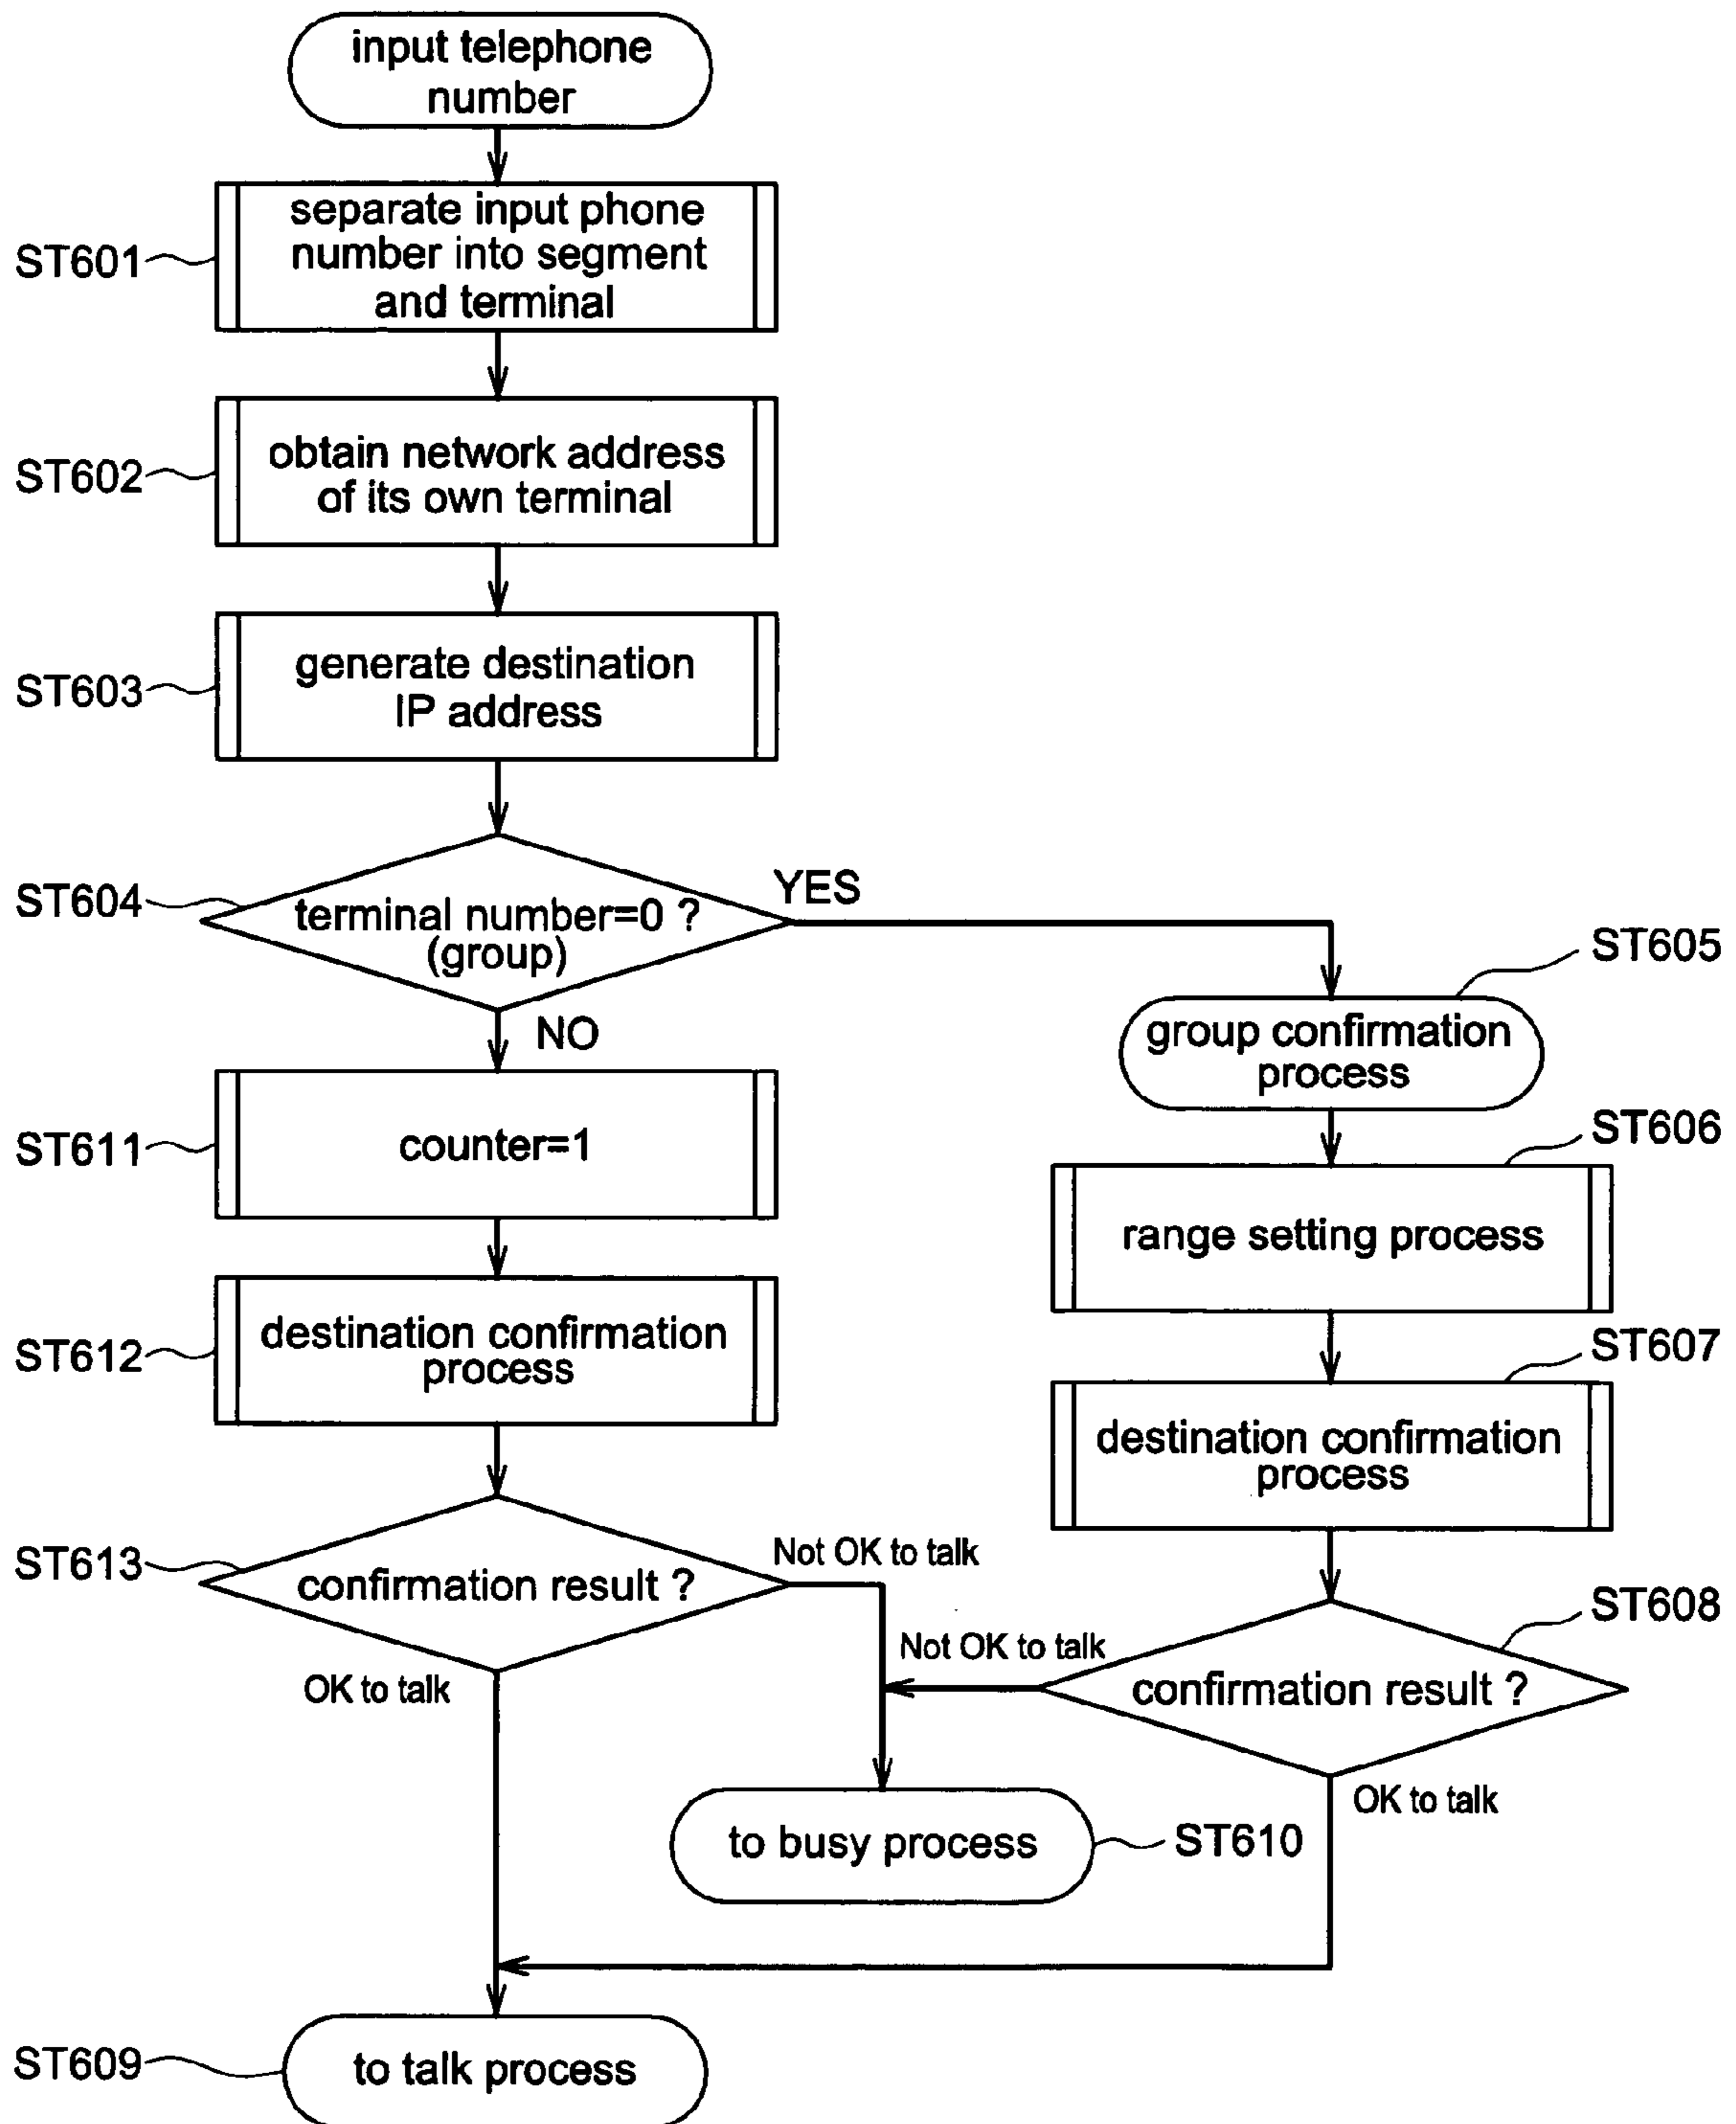 input telephone
number
ST601
separate input phone
number into segment
and terminal
ST602
obtain network address
of its own terminal
ST603
generate destination
IP address
ST604
terminal number=0 ?
(group)
YES
NO
ST605
group confirmation
process
ST606
range setting process
ST607
destination confirmation
process
ST608
confirmation result ?
Not OK to talk
OK to talk
ST611
counter=1
ST612
destination confirmation
process
ST613
confirmation result ?
Not OK to talk
OK to talk
to busy process
ST610
ST609
to talk process